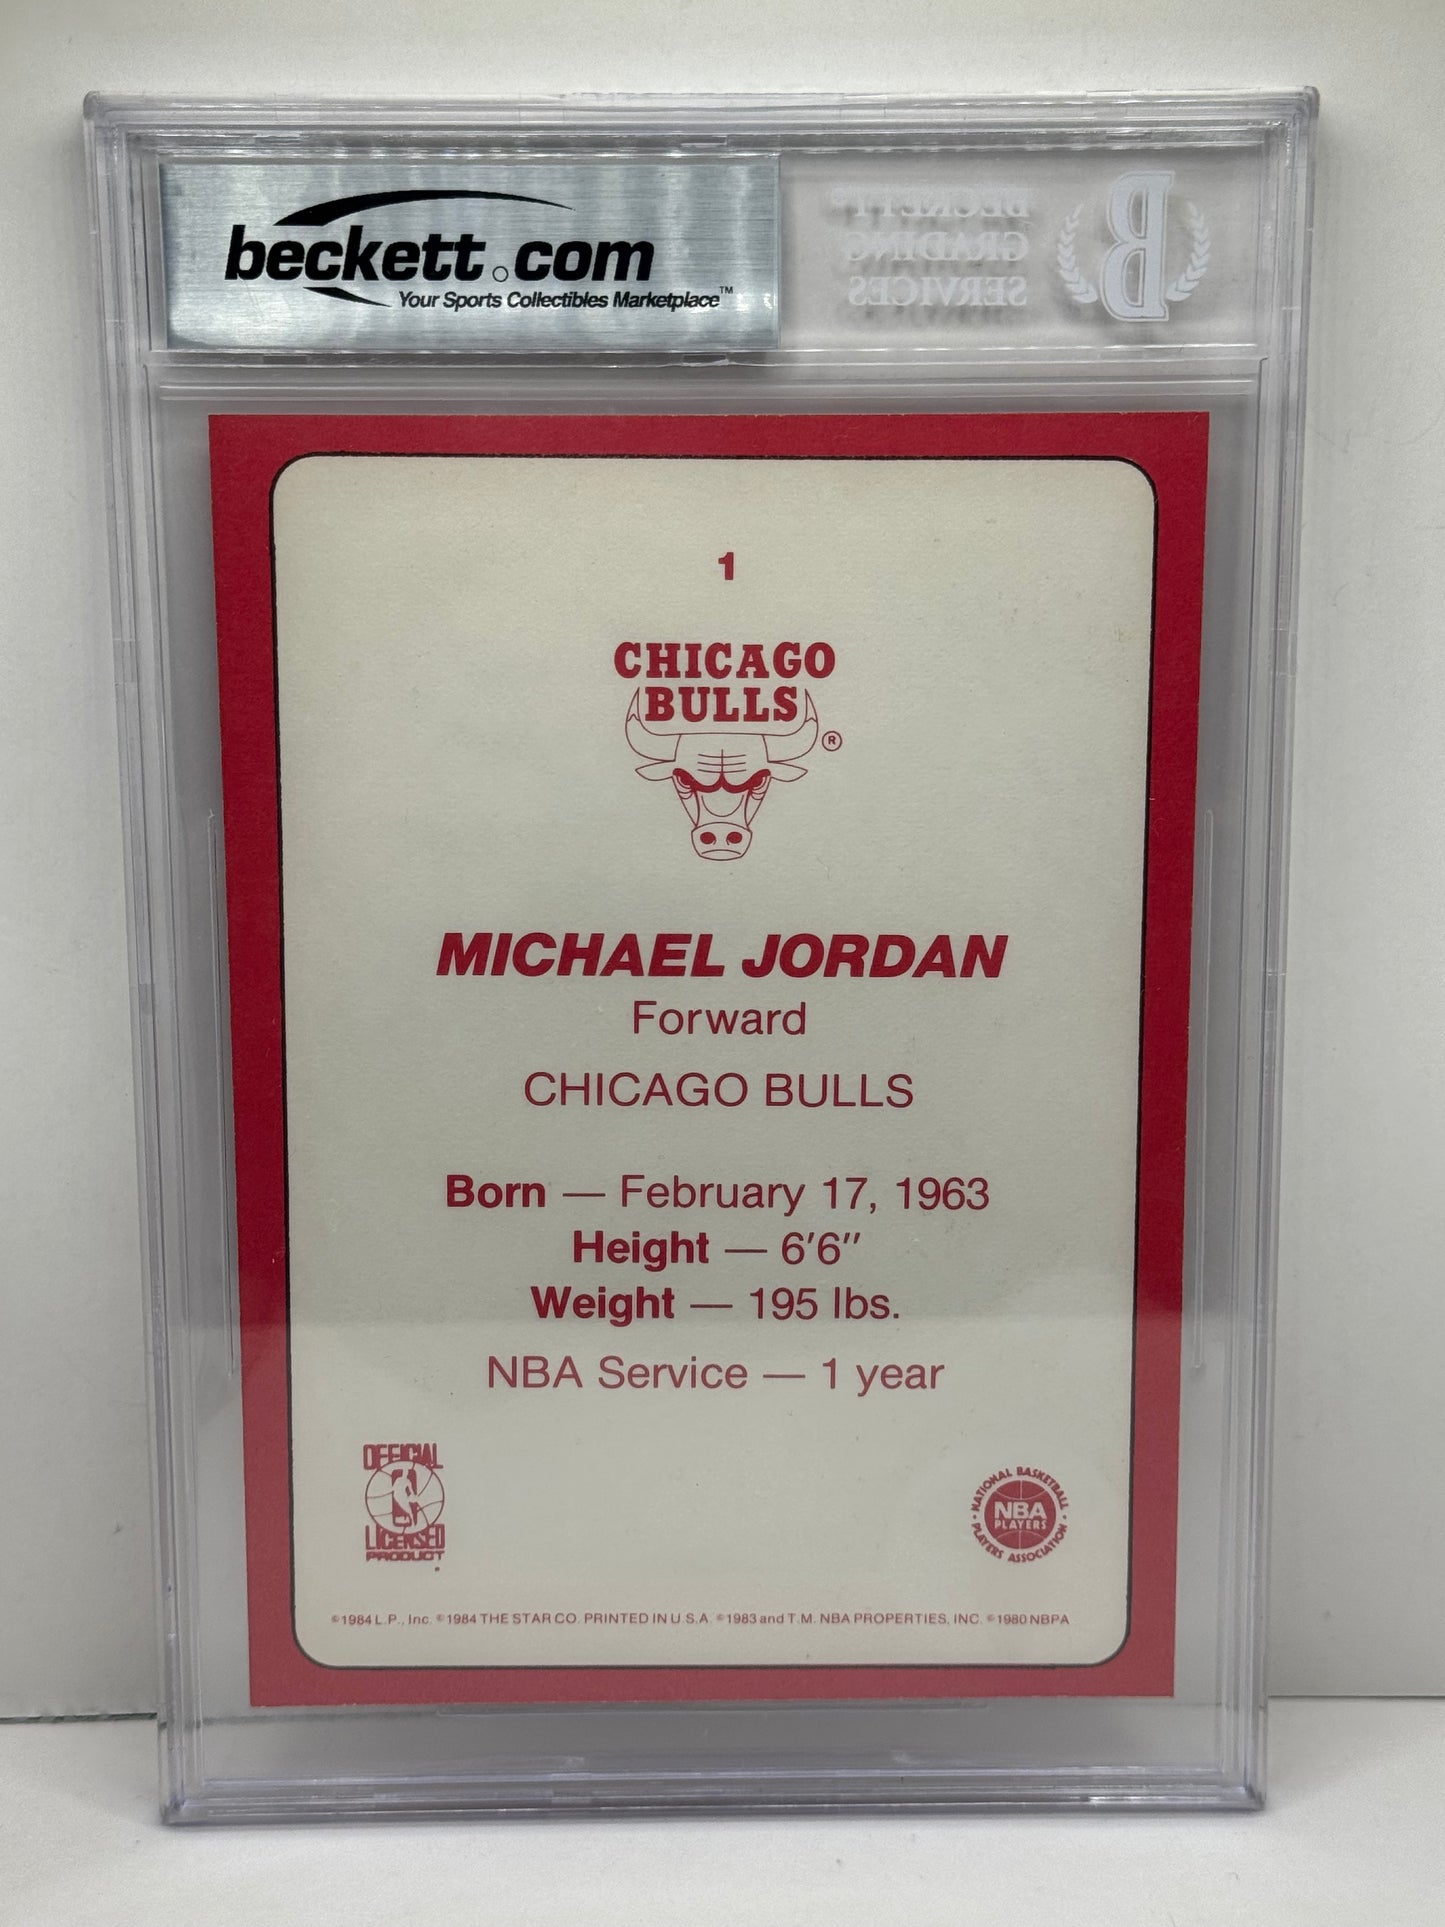 beckett.com
Your Sports Collectibles Marketplace™
BECKETT
GRADING
SERVICES
B
1
CHICAGO
BULLS
®
MICHAEL JORDAN
Forward
CHICAGO BULLS
Born — February 17, 1963
Height — 6'6''
Weight — 195 lbs.
NBA Service — 1 year
OFFICIAL
LICENSED
PRODUCT
NATIONAL BASKETBALL
NBA
PLAYERS
PLAYERS ASSOCIATION
©1984 L.P., Inc. ©1984 THE STAR CO. PRINTED IN U.S.A. ©1983 and T.M. NBA PROPERTIES, INC. ©1980 NBPA